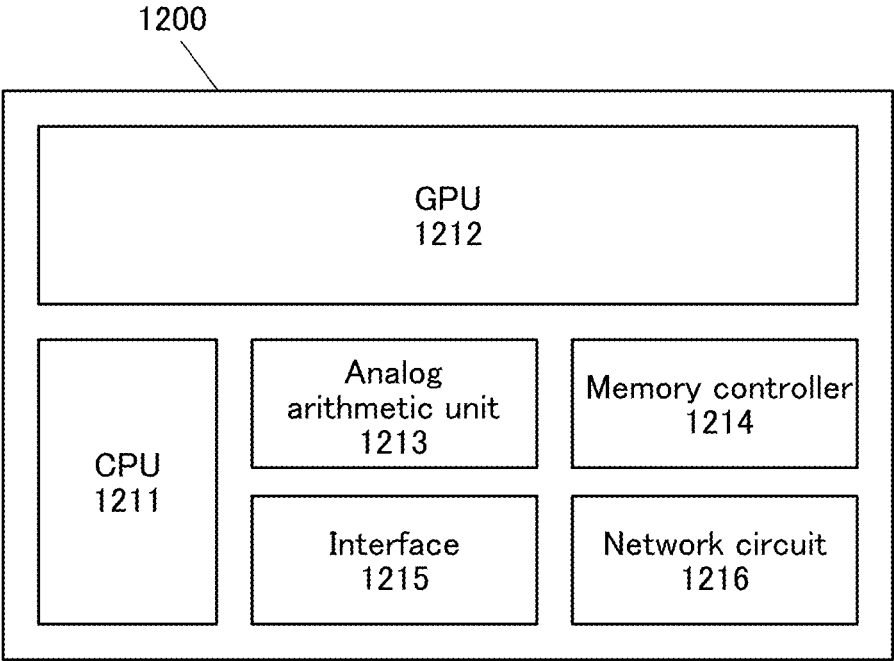 1200
GPU
1212
CPU
1211
Analog
arithmetic unit
1213
Memory controller
1214
Interface
1215
Network circuit
1216